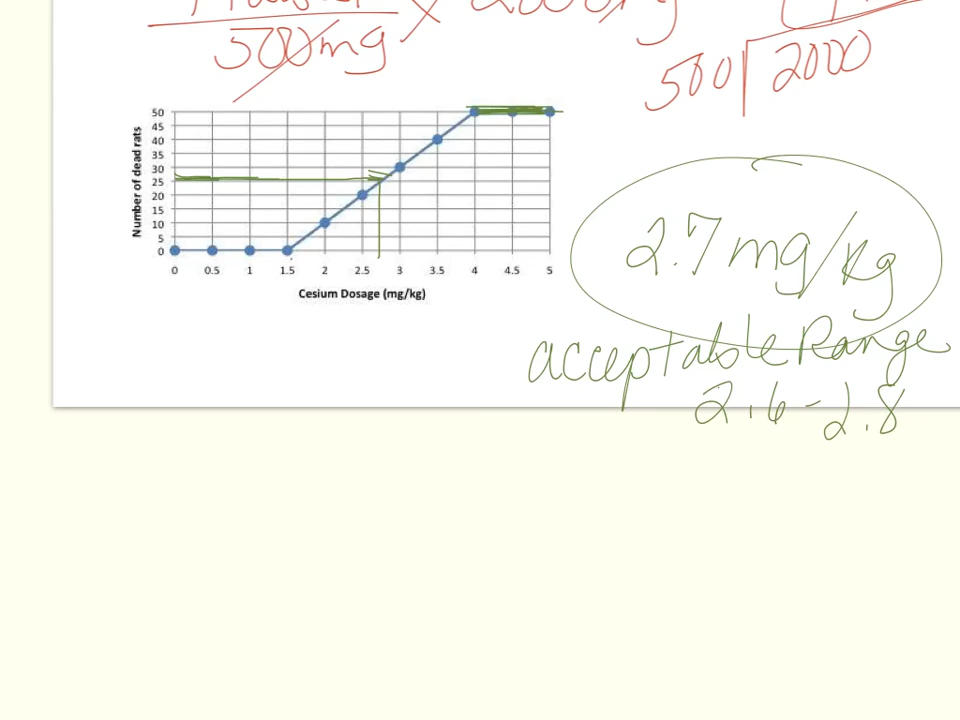 500mg
500 2000
50
45
40
35
30
25
20
15
10
5
0
Number of dead rats
0 0.5 1 1.5 2 2.5 3 3.5 4 4.5 5
Cesium Dosage (mg/kg)
2.7 mg/kg
acceptable Range
2.6 - 2.8